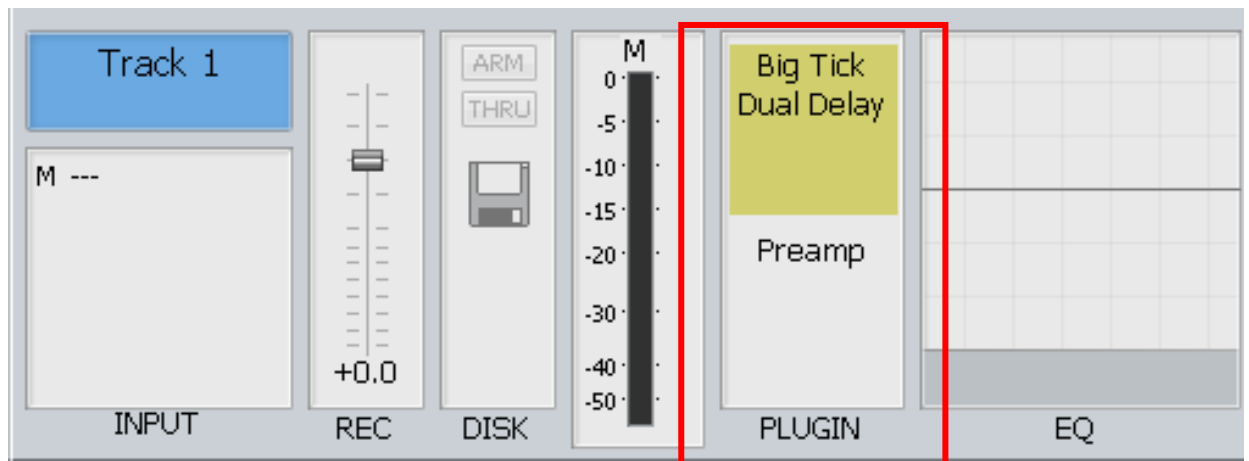 Track 1
M ---
INPUT
+0.0
REC
ARM
THRU
DISK
M
0
-5
-10
-15
-20
-30
-40
-50
Big Tick
Dual Delay
Preamp
PLUGIN
EQ